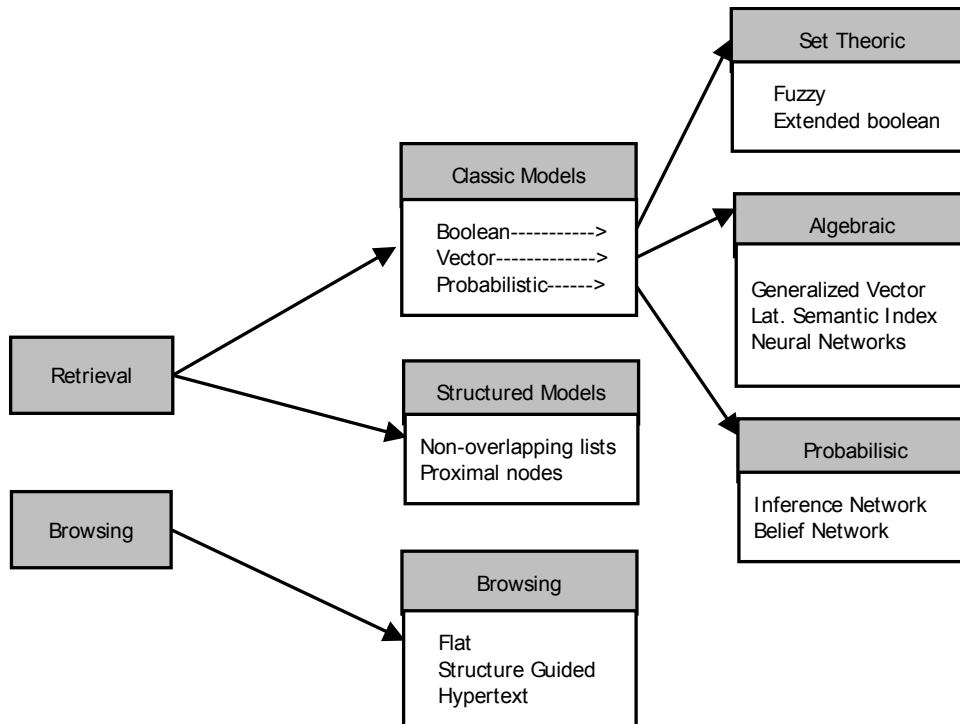 Retrieval
Browsing
Classic Models
Boolean------------>
Vector------------->
Probabilistic------>
Structured Models
Non-overlapping lists
Proximal nodes
Browsing
Flat
Structure Guided
Hypertext
Set Theoric
Fuzzy
Extended boolean
Algebraic
Generalized Vector
Lat. Semantic Index
Neural Networks
Probabilisic
Inference Network
Belief Network